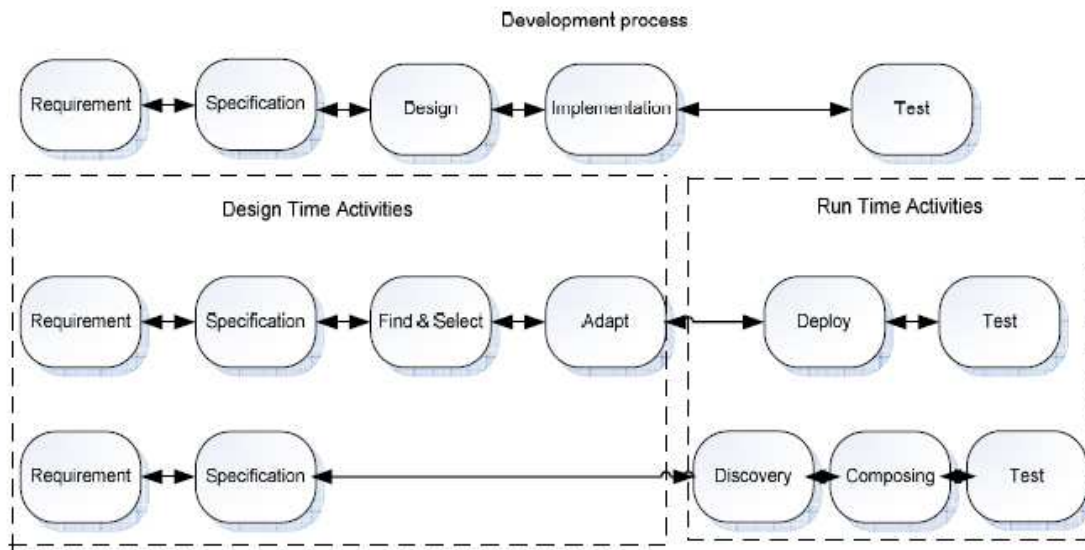 Development process
Requirement
Specification
Design
Implementation
Test
Design Time Activities
Run Time Activities
Requirement
Specification
Find & Select
Adapt
Deploy
Test
Requirement
Specification
Discovery
Composing
Test